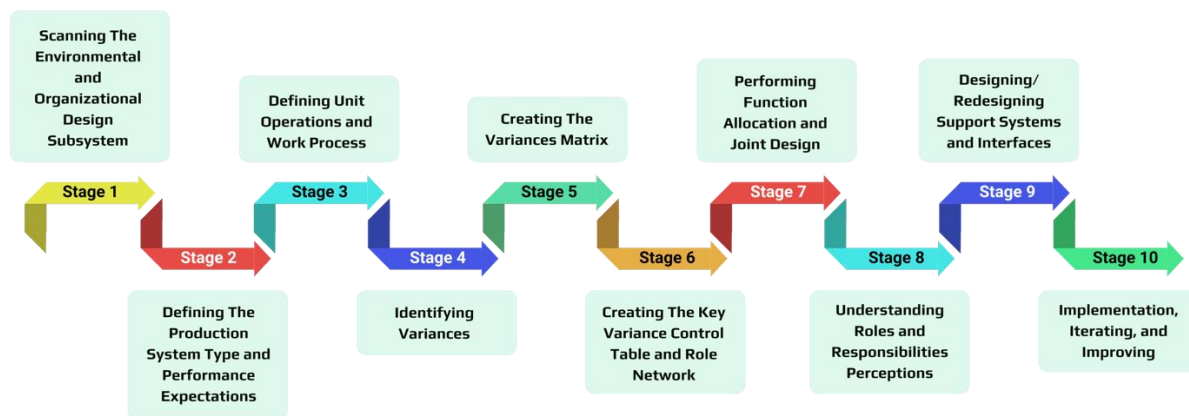 Scanning The
Environmental
and
Organizational
Design
Subsystem
Stage 1
Stage 2
Defining The
Production
System Type and
Performance
Expectations
Defining Unit
Operations and
Work Process
Stage 3
Stage 4
Identifying
Variances
Creating The
Variances Matrix
Stage 5
Stage 6
Creating The Key
Variance Control
Table and Role
Network
Performing
Function
Allocation and
Joint Design
Stage 7
Stage 8
Understanding
Roles and
Responsibilities
Perceptions
Designing/
Redesigning
Support Systems
and Interfaces
Stage 9
Stage 10
Implementation,
Iterating, and
Improving